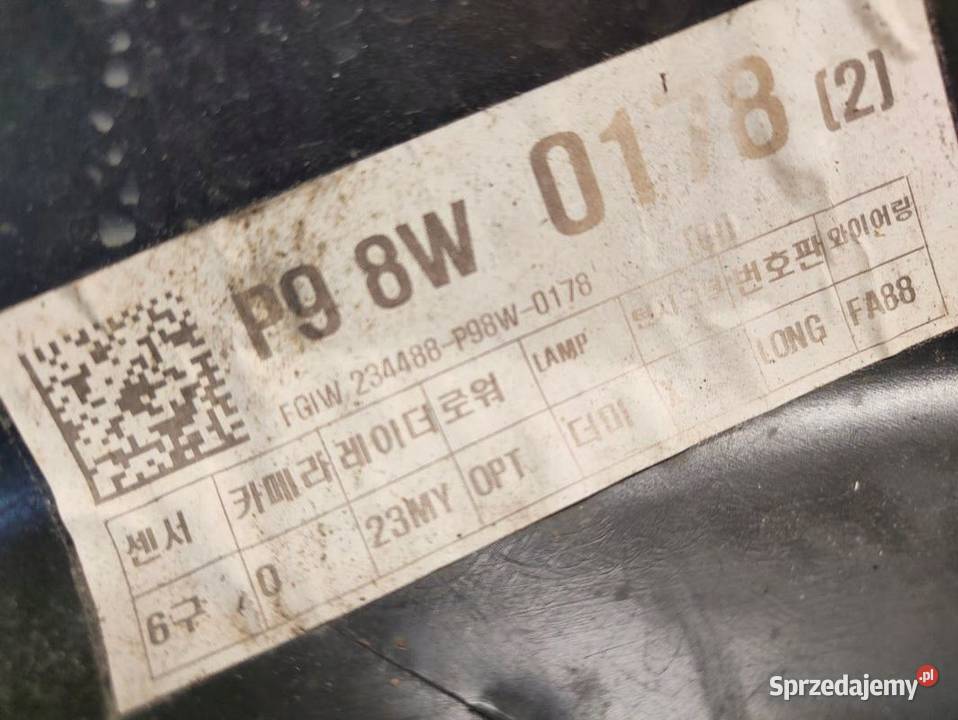 P9 8W 0178 (2)
FGIW 234488-P98W-0178
센서 카메라 레이더 로워 LAMP 번호판 와이어링
6구 0 23MY OPT 더미 LONG FA88
Sprzedajemy.pl